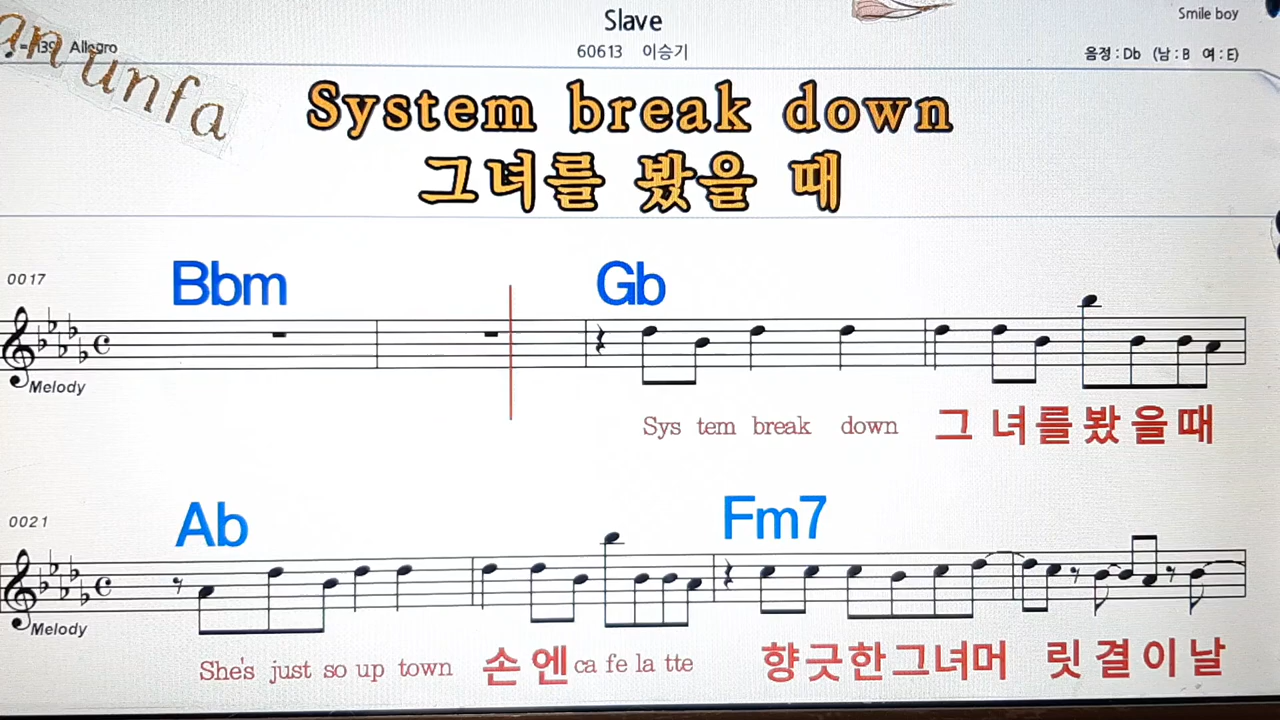 Slave
Smile boy
an unfa
=139 Allegro
60613 이승기
음정 : Db (남 : B 여 : E)
System break down
그녀를 봤을 때
0017
Bbm Gb
Melody
Sys tem break down 그 녀를 봤 을 때
0021
Ab Fm7
Melody
She's just so up town 손 엔 ca fe la tte 향긋한그녀머 릿 결 이 날